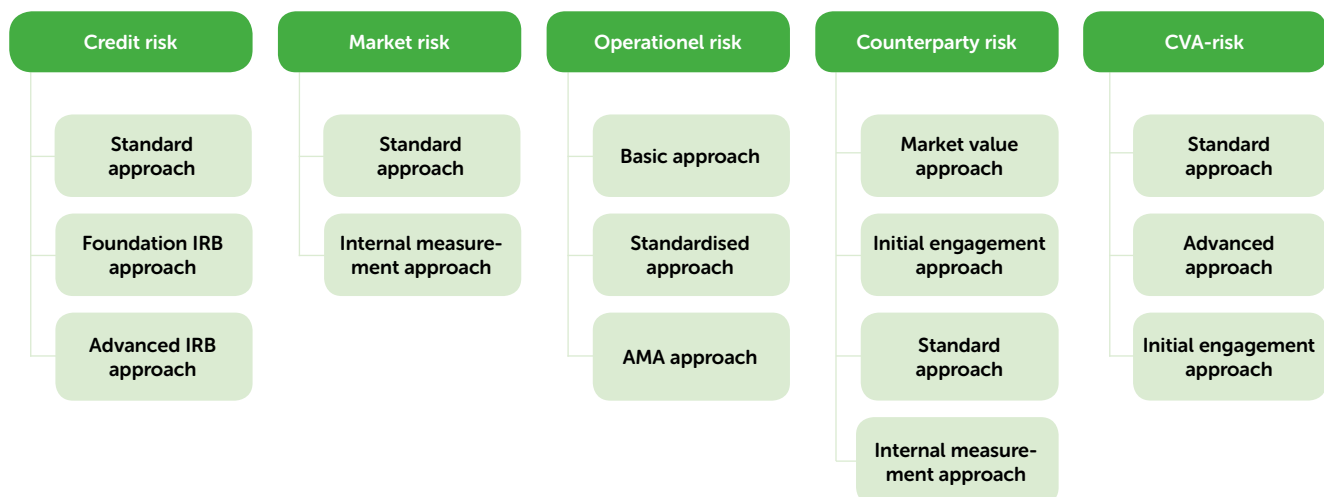 Credit risk
Standard
approach
Foundation IRB
approach
Advanced IRB
approach
Market risk
Standard
approach
Internal measure-
ment approach
Operationel risk
Basic approach
Standardised
approach
AMA approach
Counterparty risk
Market value
approach
Initial engagement
approach
Standard
approach
Internal measure-
ment approach
CVA-risk
Standard
approach
Advanced
approach
Initial engagement
approach